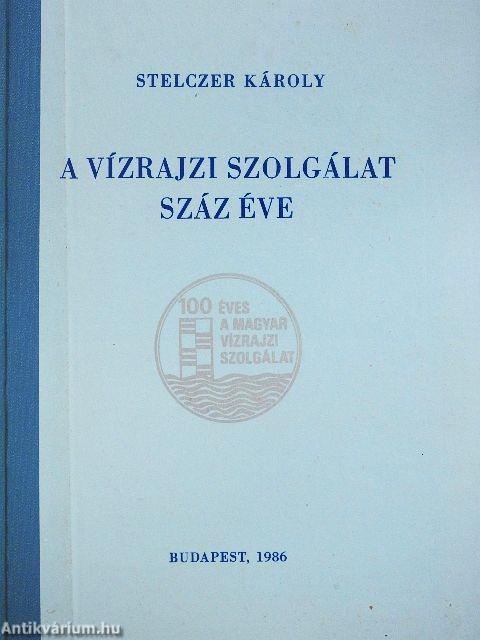 STELCZER KÁROLY
A VÍZRAJZI SZOLGÁLAT
SZÁZ ÉVE
100 ÉVES
A MAGYAR
VÍZRAJZI
SZOLGÁLAT
BUDAPEST, 1986
Antikvárium.hu